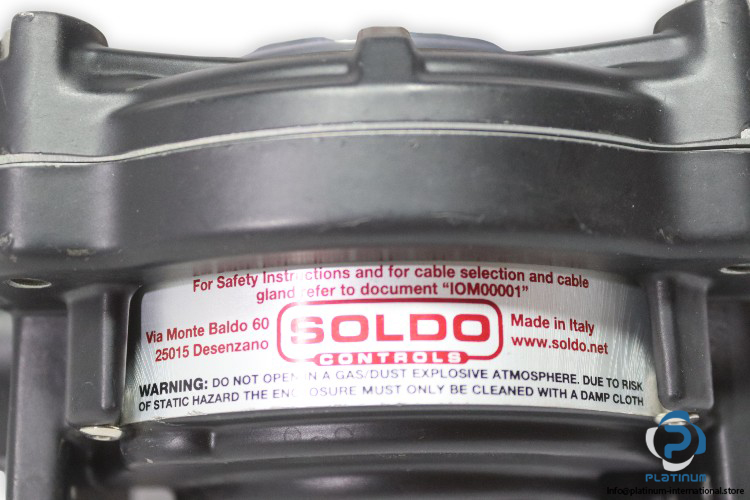 For Safety Instructions and for cable selection and cable
gland refer to document "IOM00001"
Via Monte Baldo 60
25015 Desenzano
SOLDO
CONTROLS
Made in Italy
www.soldo.net
WARNING: DO NOT OPEN IN A GAS/DUST EXPLOSIVE ATMOSPHERE. DUE TO RISK
OF STATIC HAZARD THE ENCLOSURE MUST ONLY BE CLEANED WITH A DAMP CLOTH
PLATINUM
info@platinum-international.store